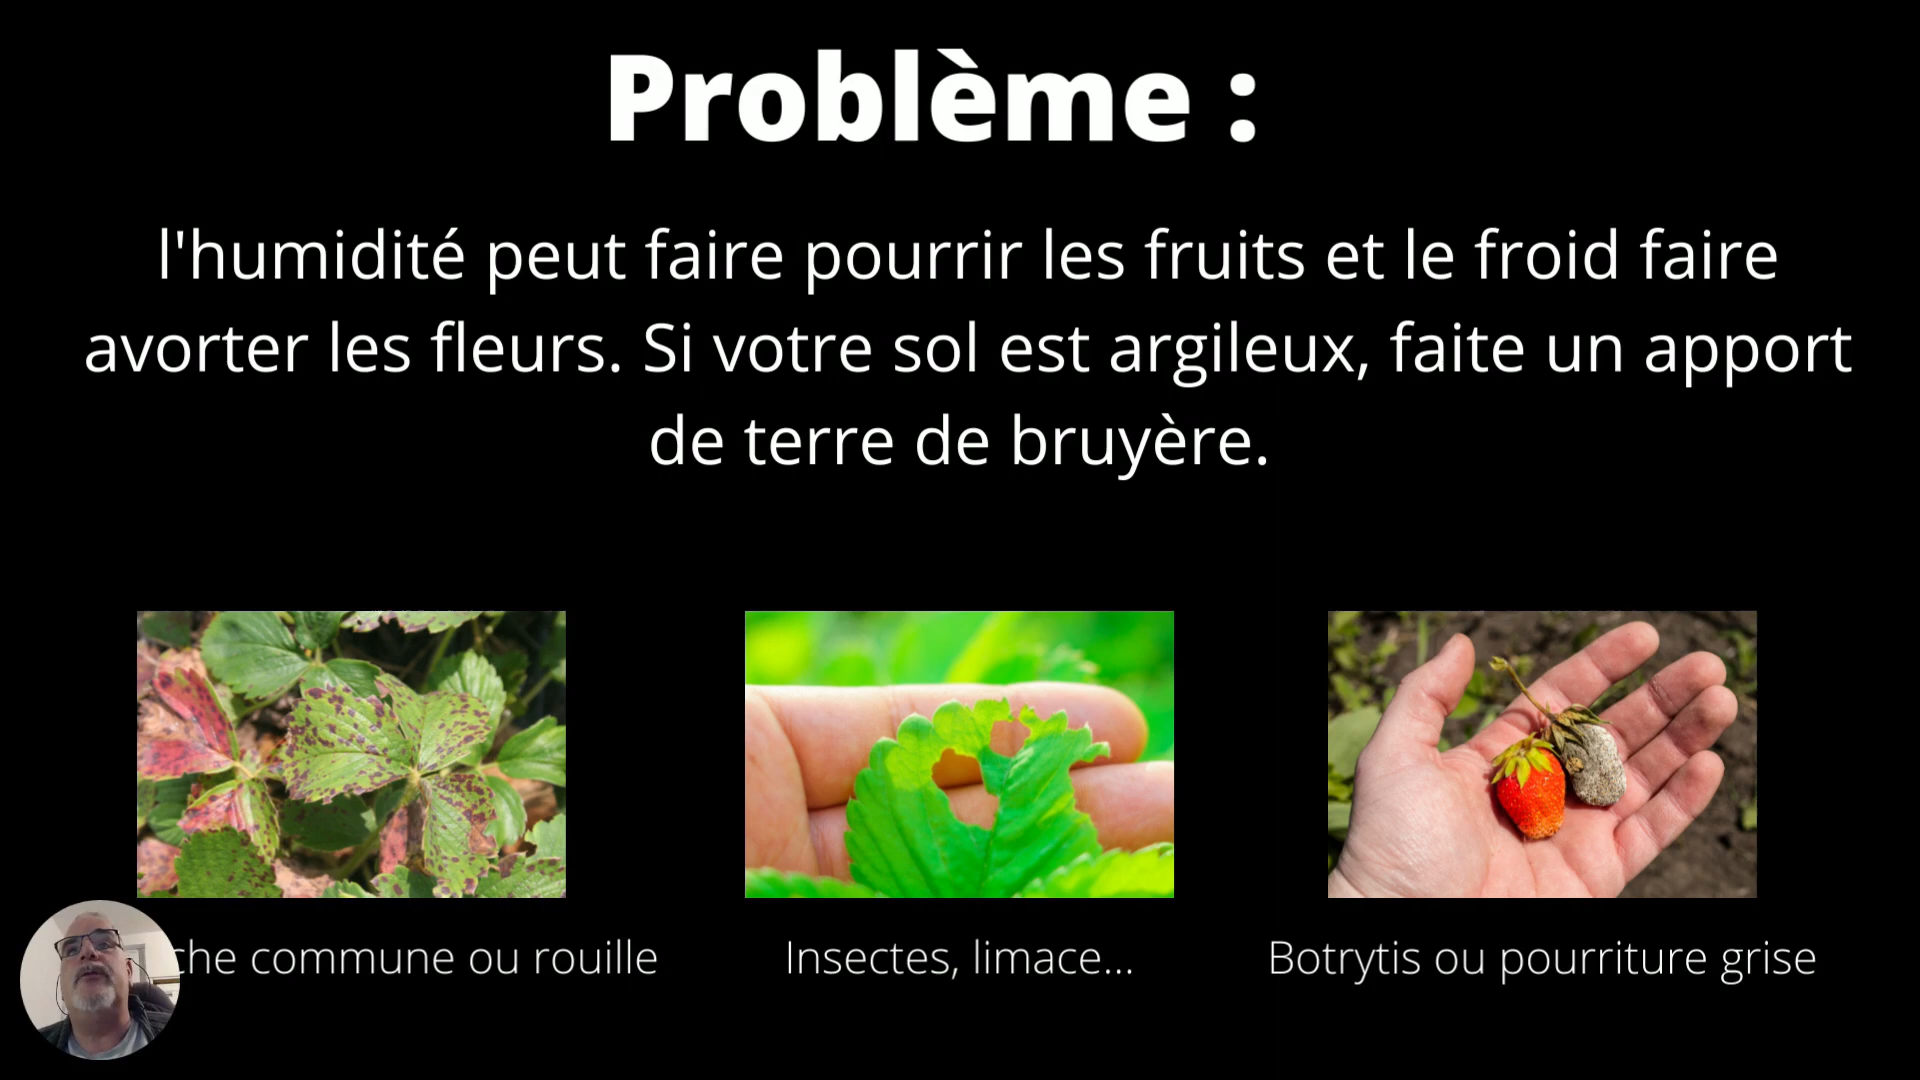 Problème :
l'humidité peut faire pourrir les fruits et le froid faire
avorter les fleurs. Si votre sol est argileux, faite un apport
de terre de bruyère.
commune ou rouille
Insectes, limace...
Botrytis ou pourriture grise